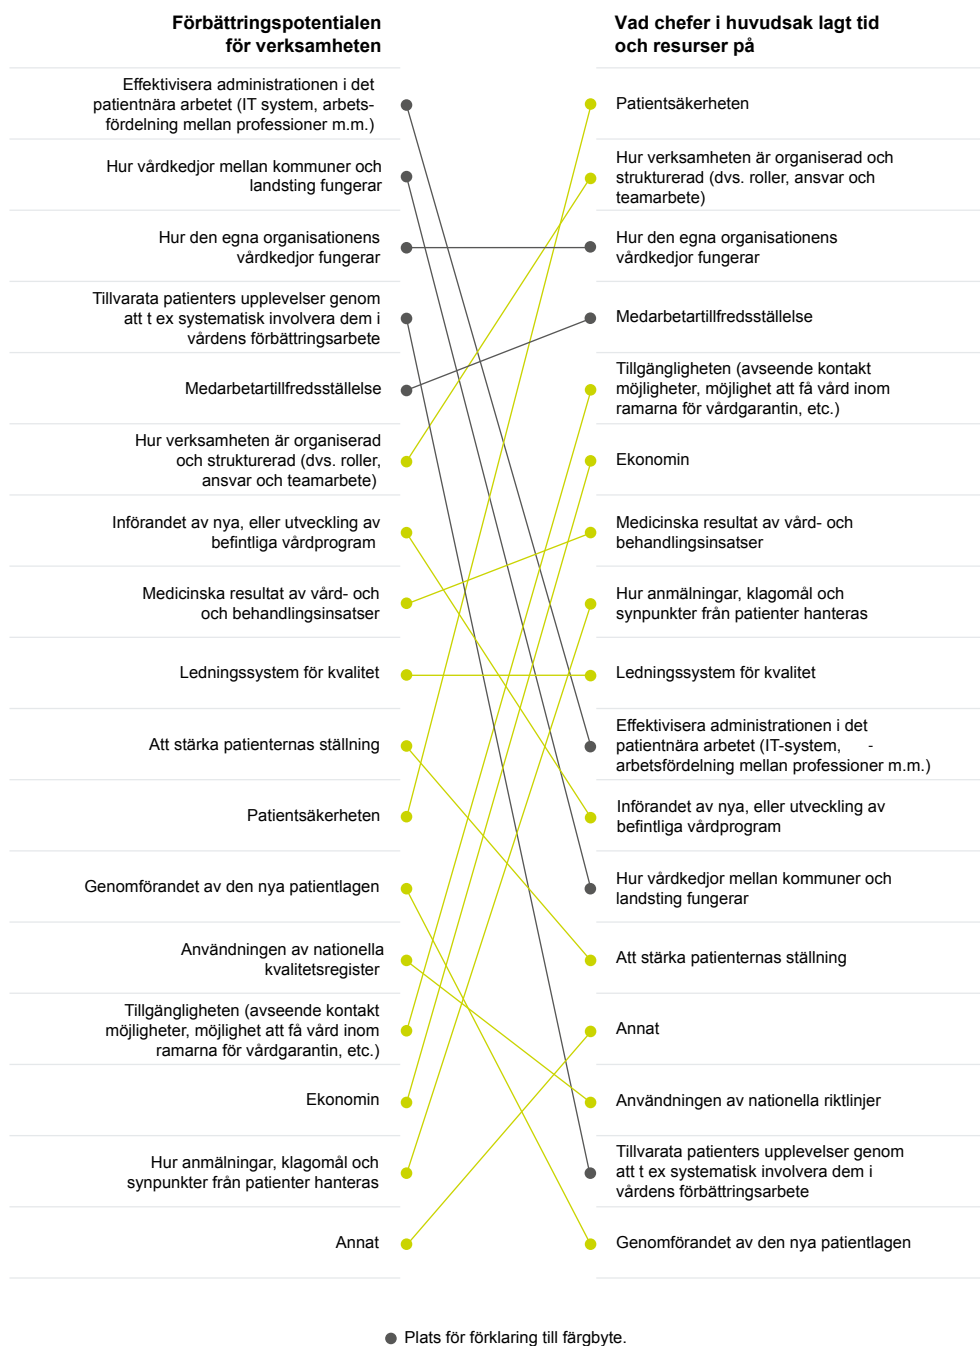 Förbättringspotentialen
för verksamheten
Effektivisera administrationen i det
patientnära arbetet (IT system, arbets-
fördelning mellan professioner m.m.)
Hur vårdkedjor mellan kommuner och
landsting fungerar
Hur den egna organisationens
vårdkedjor fungerar
Tillvarata patienters upplevelser genom
att t ex systematisk involvera dem i
vårdens förbättringsarbete
Medarbetartillfredsställelse
Hur verksamheten är organiserad
och strukturerad (dvs. roller,
ansvar och teamarbete)
Införandet av nya, eller utveckling av
befintliga vårdprogram
Medicinska resultat av vård- och
och behandlingsinsatser
Ledningssystem för kvalitet
Att stärka patienternas ställning
Patientsäkerheten
Genomförandet av den nya patientlagen
Användningen av nationella
kvalitetsregister
Tillgängligheten (avseende kontakt
möjligheter, möjlighet att få vård inom
ramarna för vårdgarantin, etc.)
Ekonomin
Hur anmälningar, klagomål och
synpunkter från patienter hanteras
Annat
Vad chefer i huvudsak lagt tid
och resurser på
Patientsäkerheten
Hur verksamheten är organiserad och
strukturerad (dvs. roller, ansvar och
teamarbete)
Hur den egna organisationens
vårdkedjor fungerar
Medarbetartillfredsställelse
Tillgängligheten (avseende kontakt
möjligheter, möjlighet att få vård inom
ramarna för vårdgarantin, etc.)
Ekonomin
Medicinska resultat av vård- och
behandlingsinsatser
Hur anmälningar, klagomål och
synpunkter från patienter hanteras
Ledningssystem för kvalitet
Effektivisera administrationen i det
patientnära arbetet (IT-system, -
arbetsfördelning mellan professioner m.m.)
Införandet av nya, eller utveckling av
befintliga vårdprogram
Hur vårdkedjor mellan kommuner och
landsting fungerar
Att stärka patienternas ställning
Annat
Användningen av nationella riktlinjer
Tillvarata patienters upplevelser genom
att t ex systematisk involvera dem i
vårdens förbättringsarbete
Genomförandet av den nya patientlagen
Plats för förklaring till färgbyte.